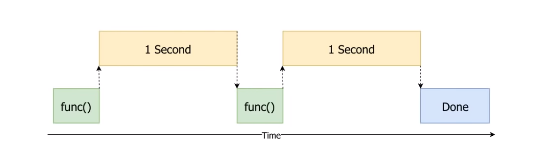 1 Second
1 Second
func()
func()
Done
Time